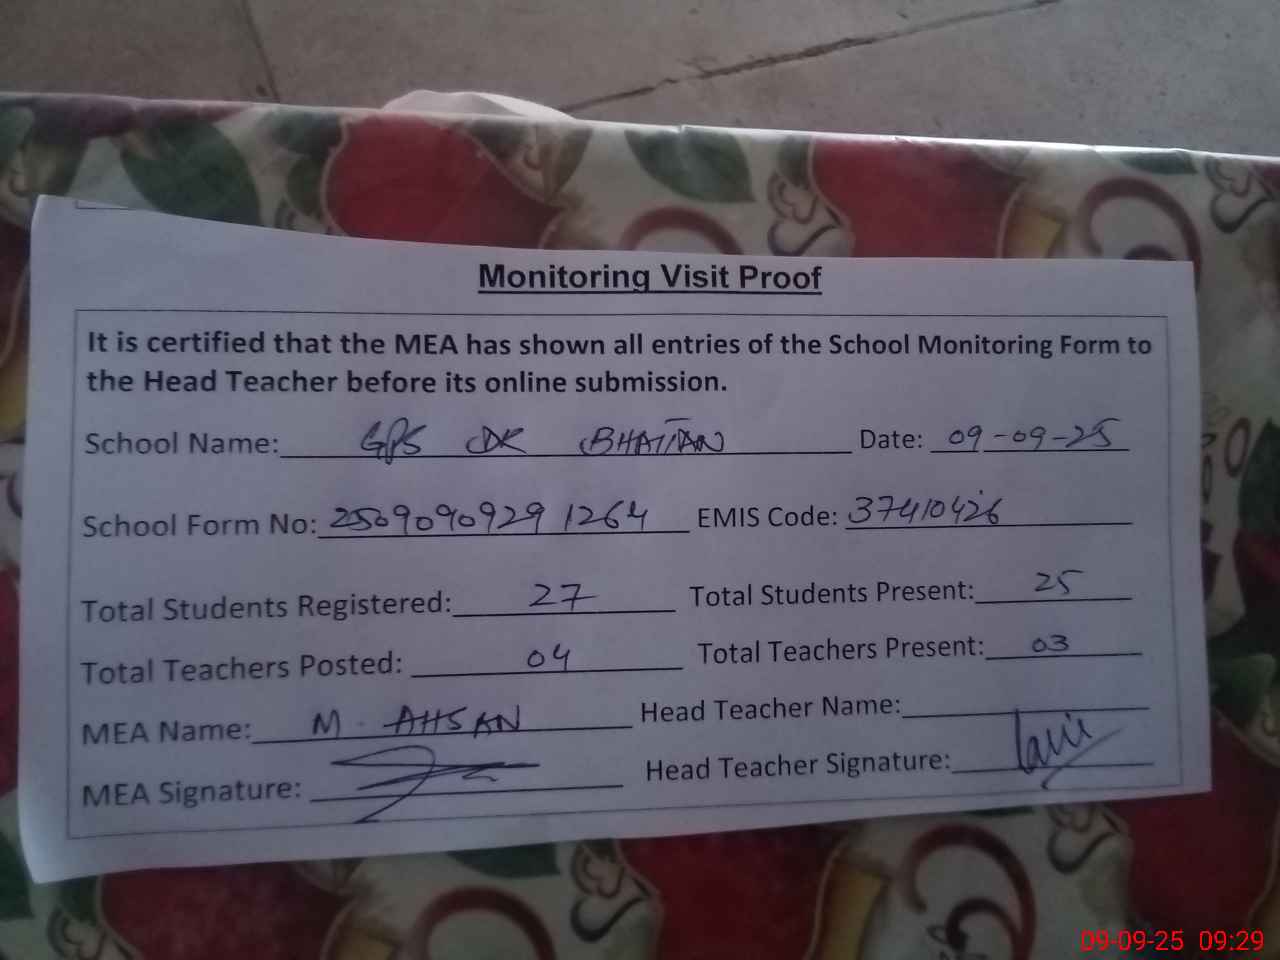 Monitoring Visit Proof
It is certified that the MEA has shown all entries of the School Monitoring Form to
the Head Teacher before its online submission.
School Name: GPS DK BHATIAN Date: 09-09-25
School Form No: 2509090929 1264 EMIS Code: 37410426
Total Students Registered: 27 Total Students Present: 25
Total Teachers Posted: 04 Total Teachers Present: 03
MEA Name: M. AHSAN Head Teacher Name:
MEA Signature: Head Teacher Signature:
09-09-25 09:29